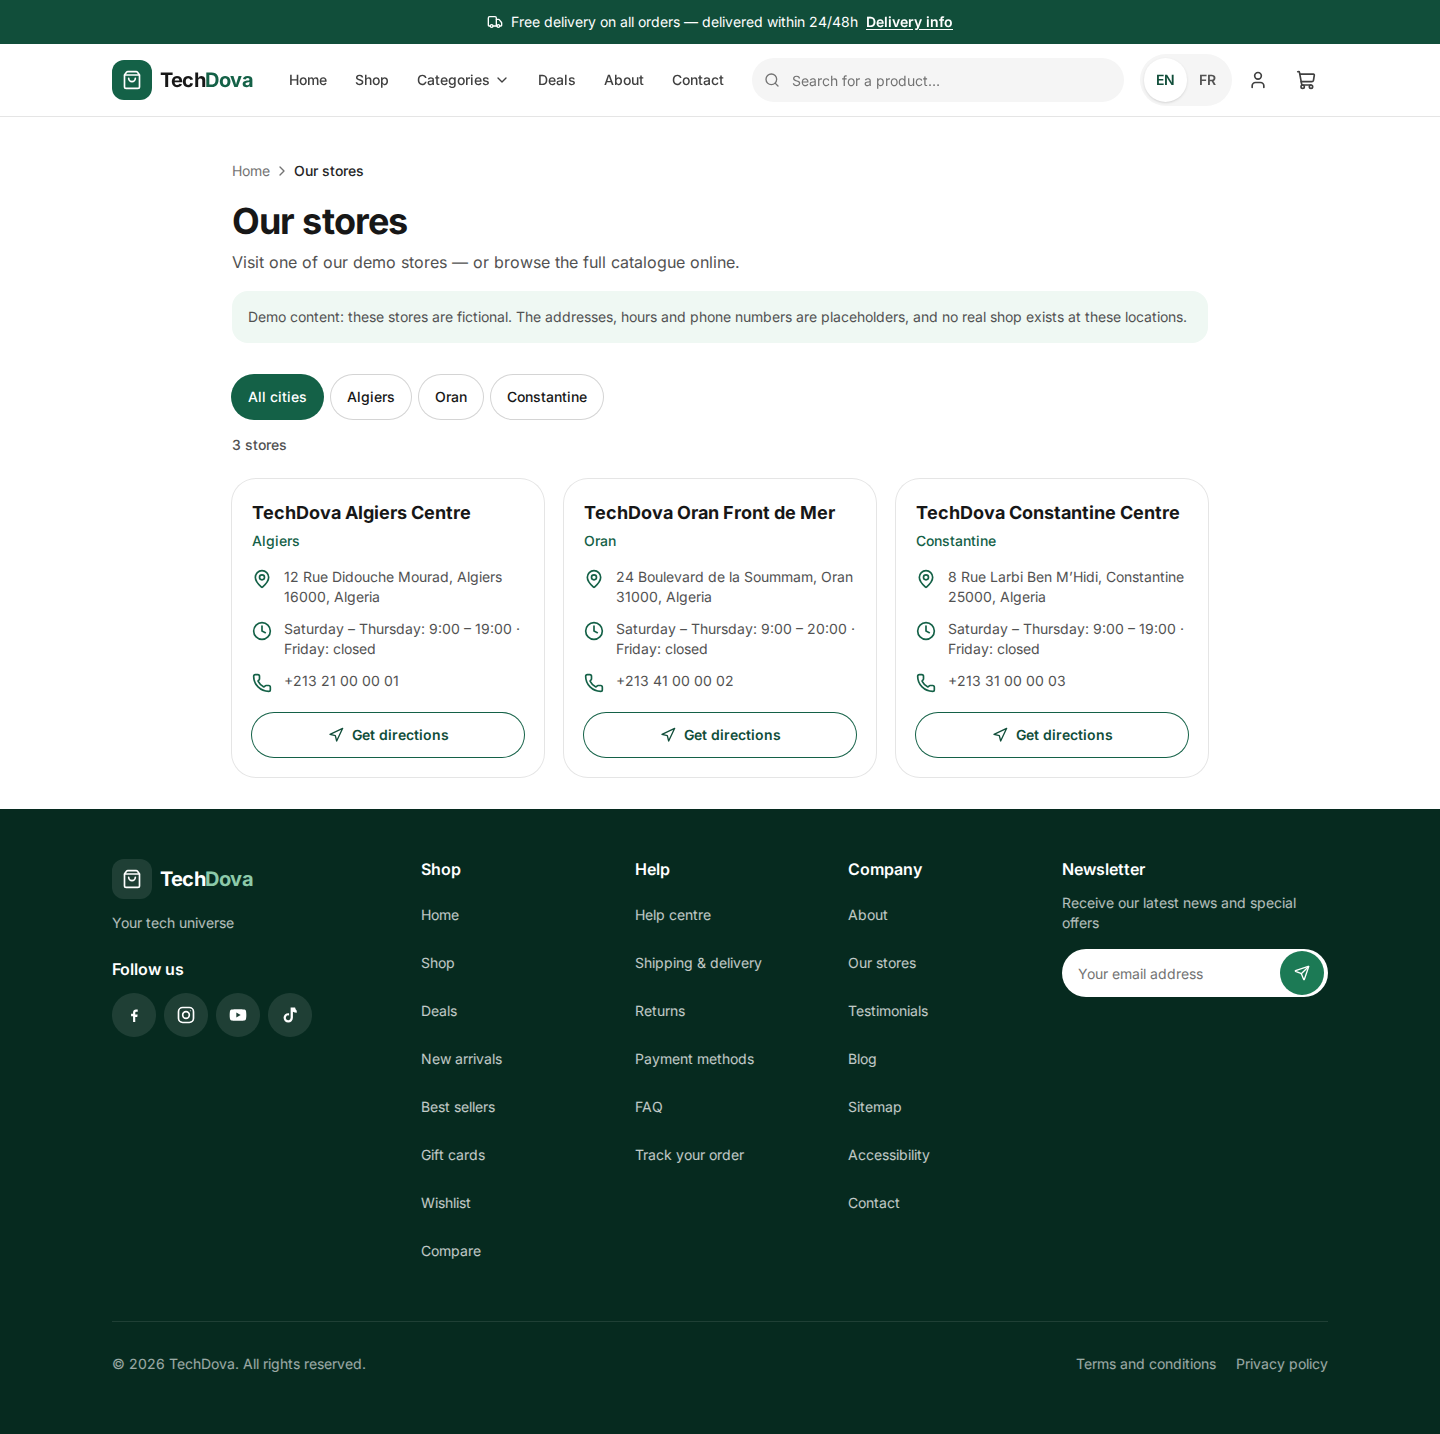 Free delivery on all orders — delivered within 24/48h Delivery info
TechDova
Home
Shop
Categories
Deals
About
Contact
Search for a product...
EN
FR
Home
Our stores
Our stores
Visit one of our demo stores — or browse the full catalogue online.
Demo content: these stores are fictional. The addresses, hours and phone numbers are placeholders, and no real shop exists at these locations.
All cities
Algiers
Oran
Constantine
3 stores
TechDova Algiers Centre
Algiers
12 Rue Didouche Mourad, Algiers
16000, Algeria
Saturday – Thursday: 9:00 – 19:00 ·
Friday: closed
+213 21 00 00 01
Get directions
TechDova Oran Front de Mer
Oran
24 Boulevard de la Soummam, Oran
31000, Algeria
Saturday – Thursday: 9:00 – 20:00 ·
Friday: closed
+213 41 00 00 02
Get directions
TechDova Constantine Centre
Constantine
8 Rue Larbi Ben M’Hidi, Constantine
25000, Algeria
Saturday – Thursday: 9:00 – 19:00 ·
Friday: closed
+213 31 00 00 03
Get directions
TechDova
Your tech universe
Follow us
Shop
Home
Shop
Deals
New arrivals
Best sellers
Gift cards
Wishlist
Compare
Help
Help centre
Shipping & delivery
Returns
Payment methods
FAQ
Track your order
Company
About
Our stores
Testimonials
Blog
Sitemap
Accessibility
Contact
Newsletter
Receive our latest news and special
offers
Your email address
© 2026 TechDova. All rights reserved.
Terms and conditions
Privacy policy